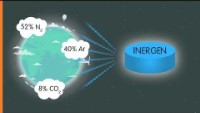 52% N₂
40% Ar
INERGEN
8% CO₂